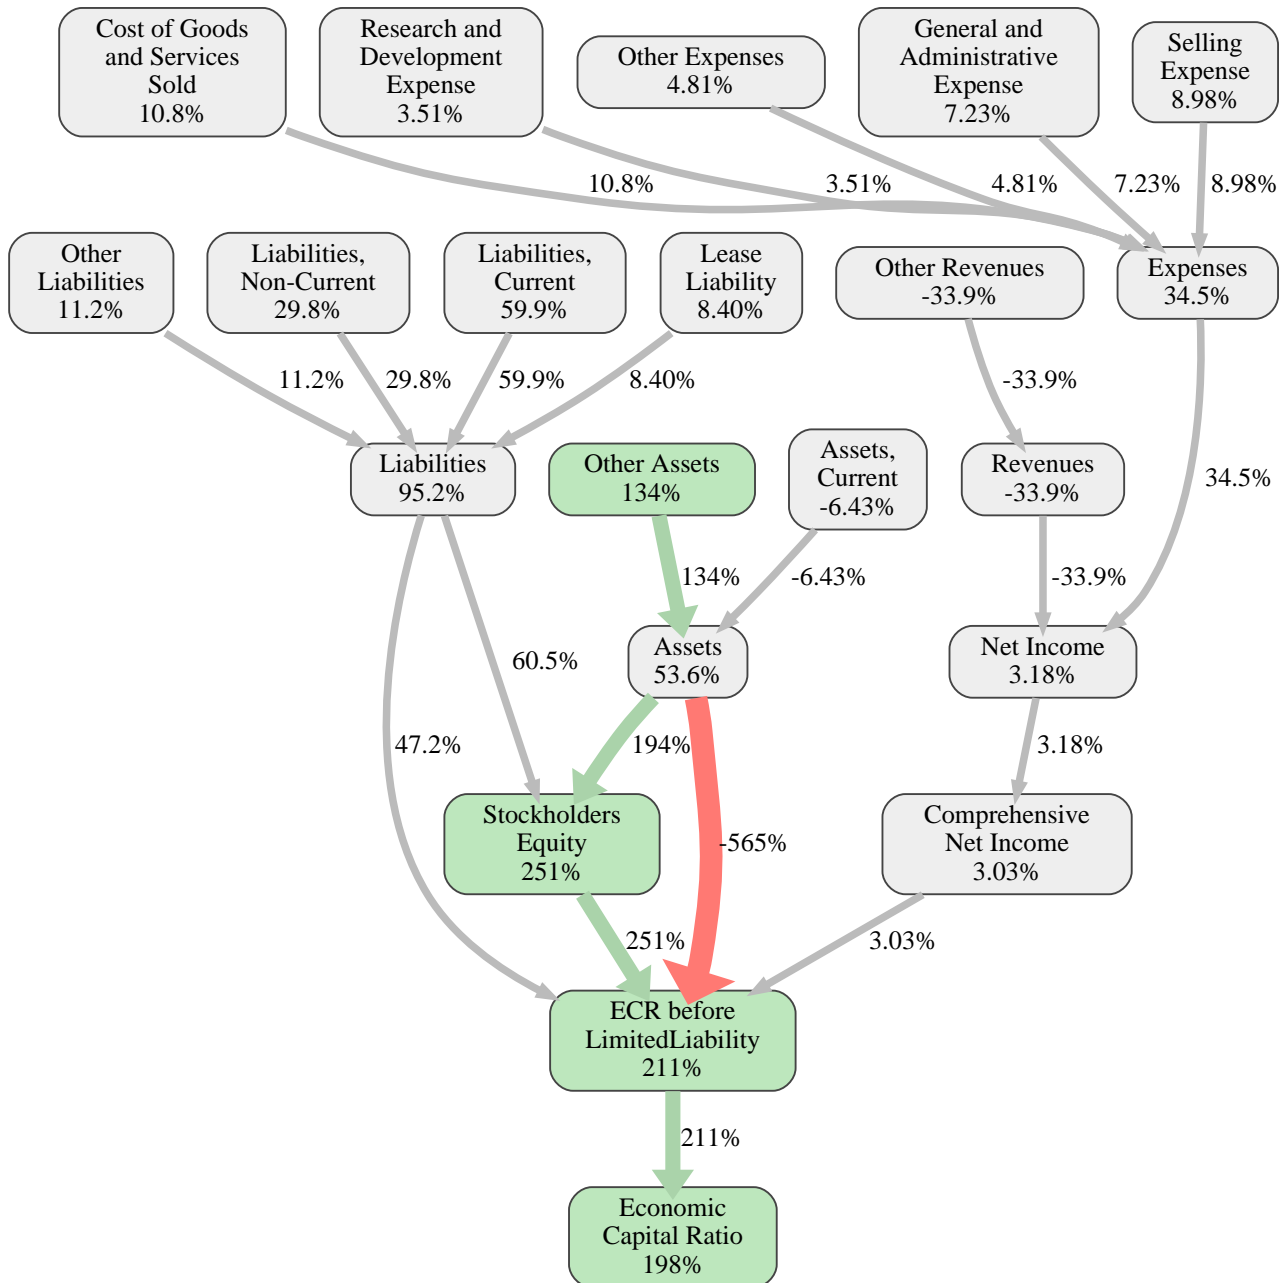 Cost of Goods
and Services
Sold
10.8%
Research and
Development
Expense
3.51%
Other Expenses
4.81%
General and
Administrative
Expense
7.23%
Selling
Expense
8.98%
10.8%
3.51%
4.81%
7.23%
8.98%
Other
Liabilities
11.2%
Liabilities,
Non-Current
29.8%
Liabilities,
Current
59.9%
Lease
Liability
8.40%
Other Revenues
-33.9%
Expenses
34.5%
11.2%
29.8%
59.9%
8.40%
-33.9%
Liabilities
95.2%
Other Assets
134%
Assets,
Current
-6.43%
Revenues
-33.9%
34.5%
134%
-6.43%
-33.9%
Assets
53.6%
Net Income
3.18%
60.5%
47.2%
194%
3.18%
Stockholders
Equity
251%
-565%
Comprehensive
Net Income
3.03%
251%
3.03%
ECR before
LimitedLiability
211%
211%
Economic
Capital Ratio
198%